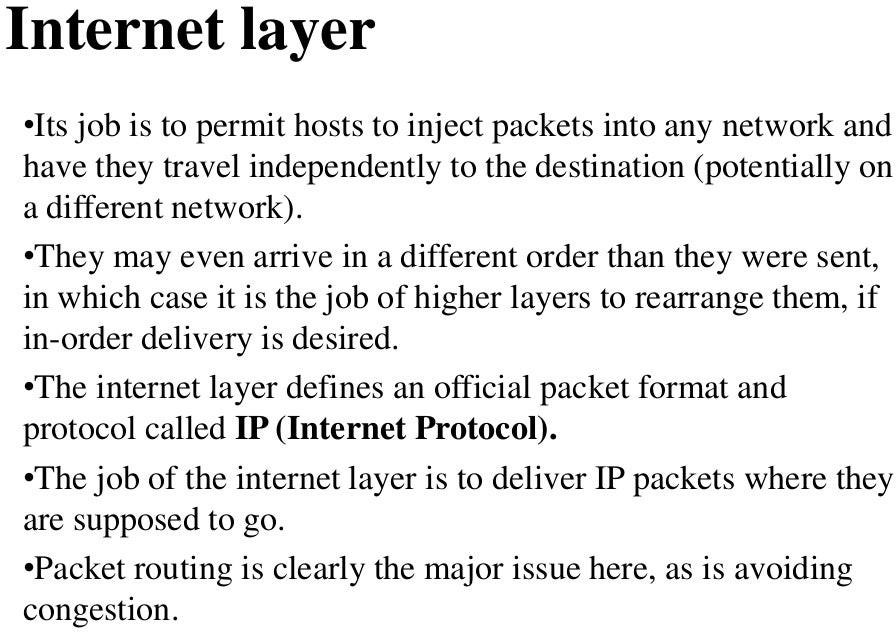 Internet layer
•Its job is to permit hosts to inject packets into any network and
have they travel independently to the destination (potentially on
a different network).
•They may even arrive in a different order than they were sent,
in which case it is the job of higher layers to rearrange them, if
in-order delivery is desired.
•The internet layer defines an official packet format and
protocol called IP (Internet Protocol).
•The job of the internet layer is to deliver IP packets where they
are supposed to go.
•Packet routing is clearly the major issue here, as is avoiding
congestion.